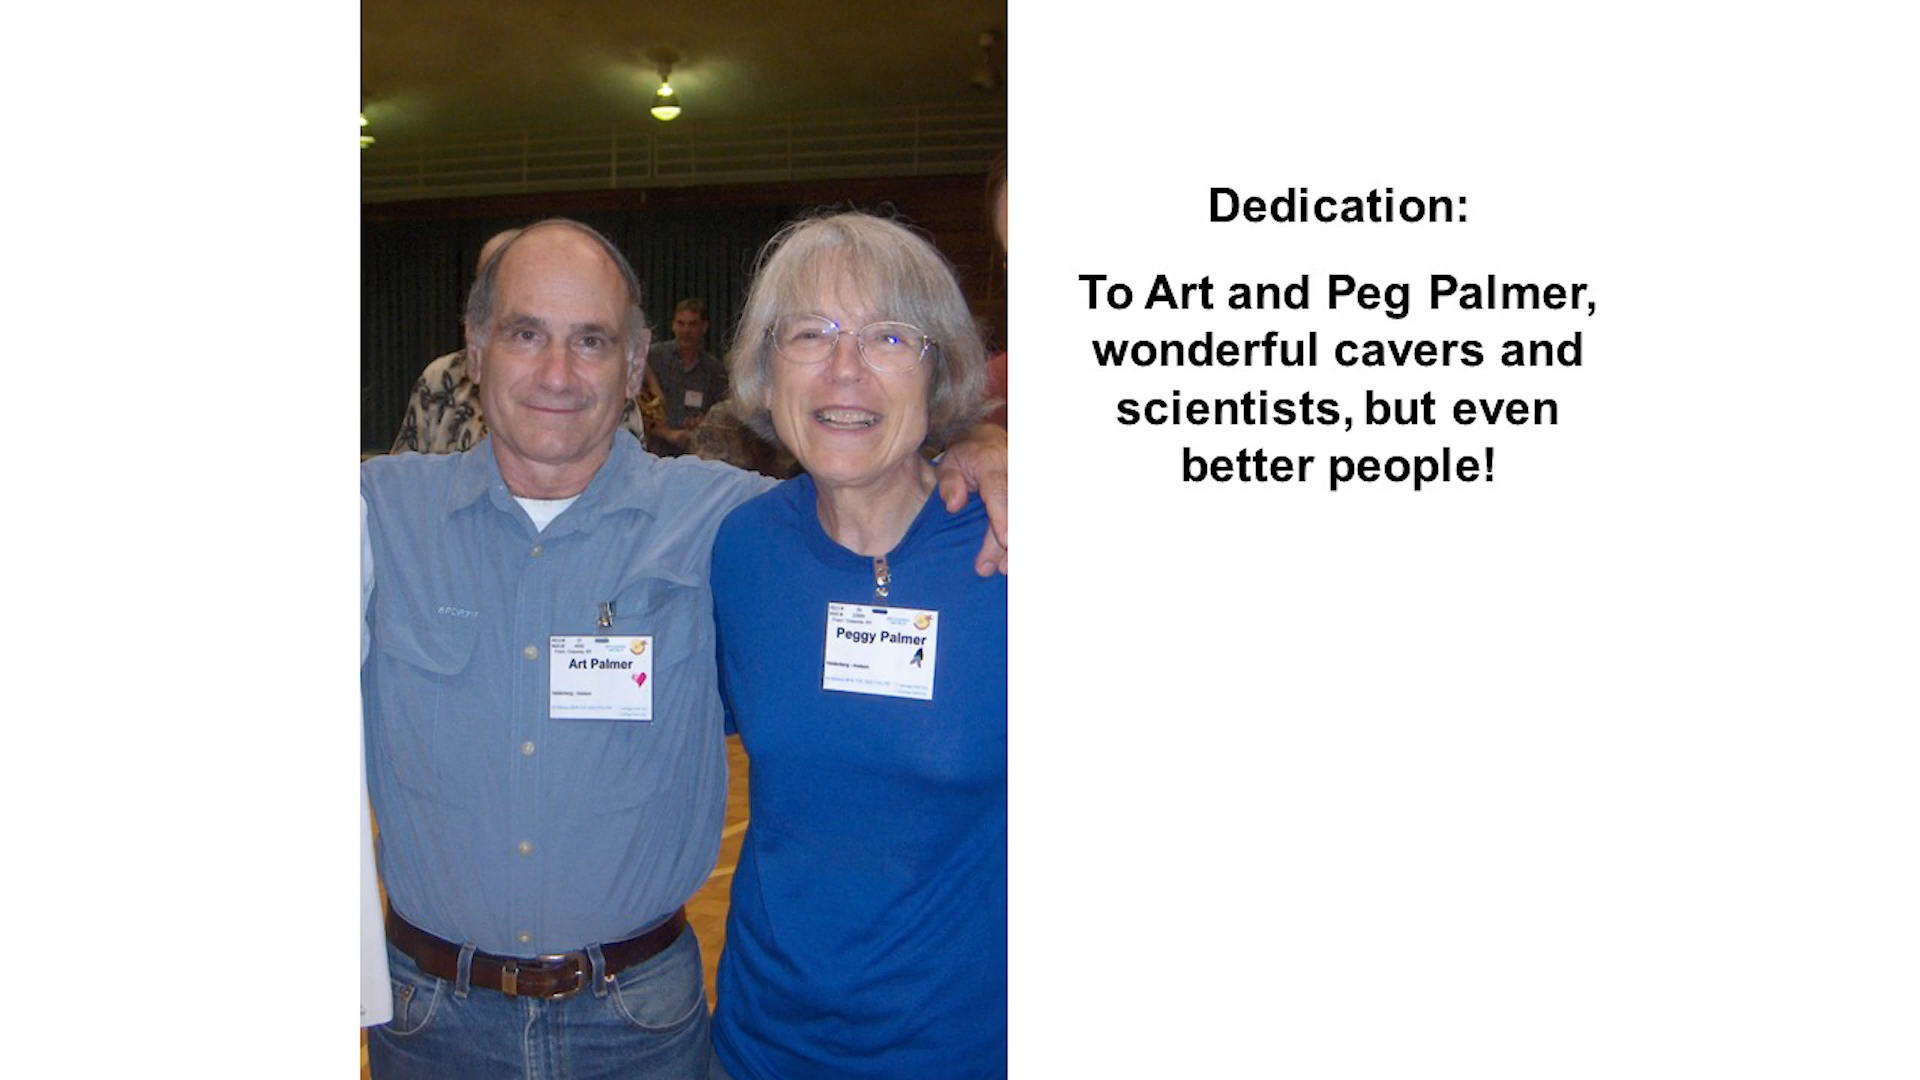 Dedication:
To Art and Peg Palmer,
wonderful cavers and
scientists, but even
better people!
Art Palmer
Peggy Palmer